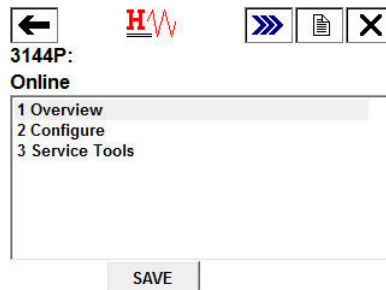 H
3144P:
Online
1 Overview
2 Configure
3 Service Tools
SAVE